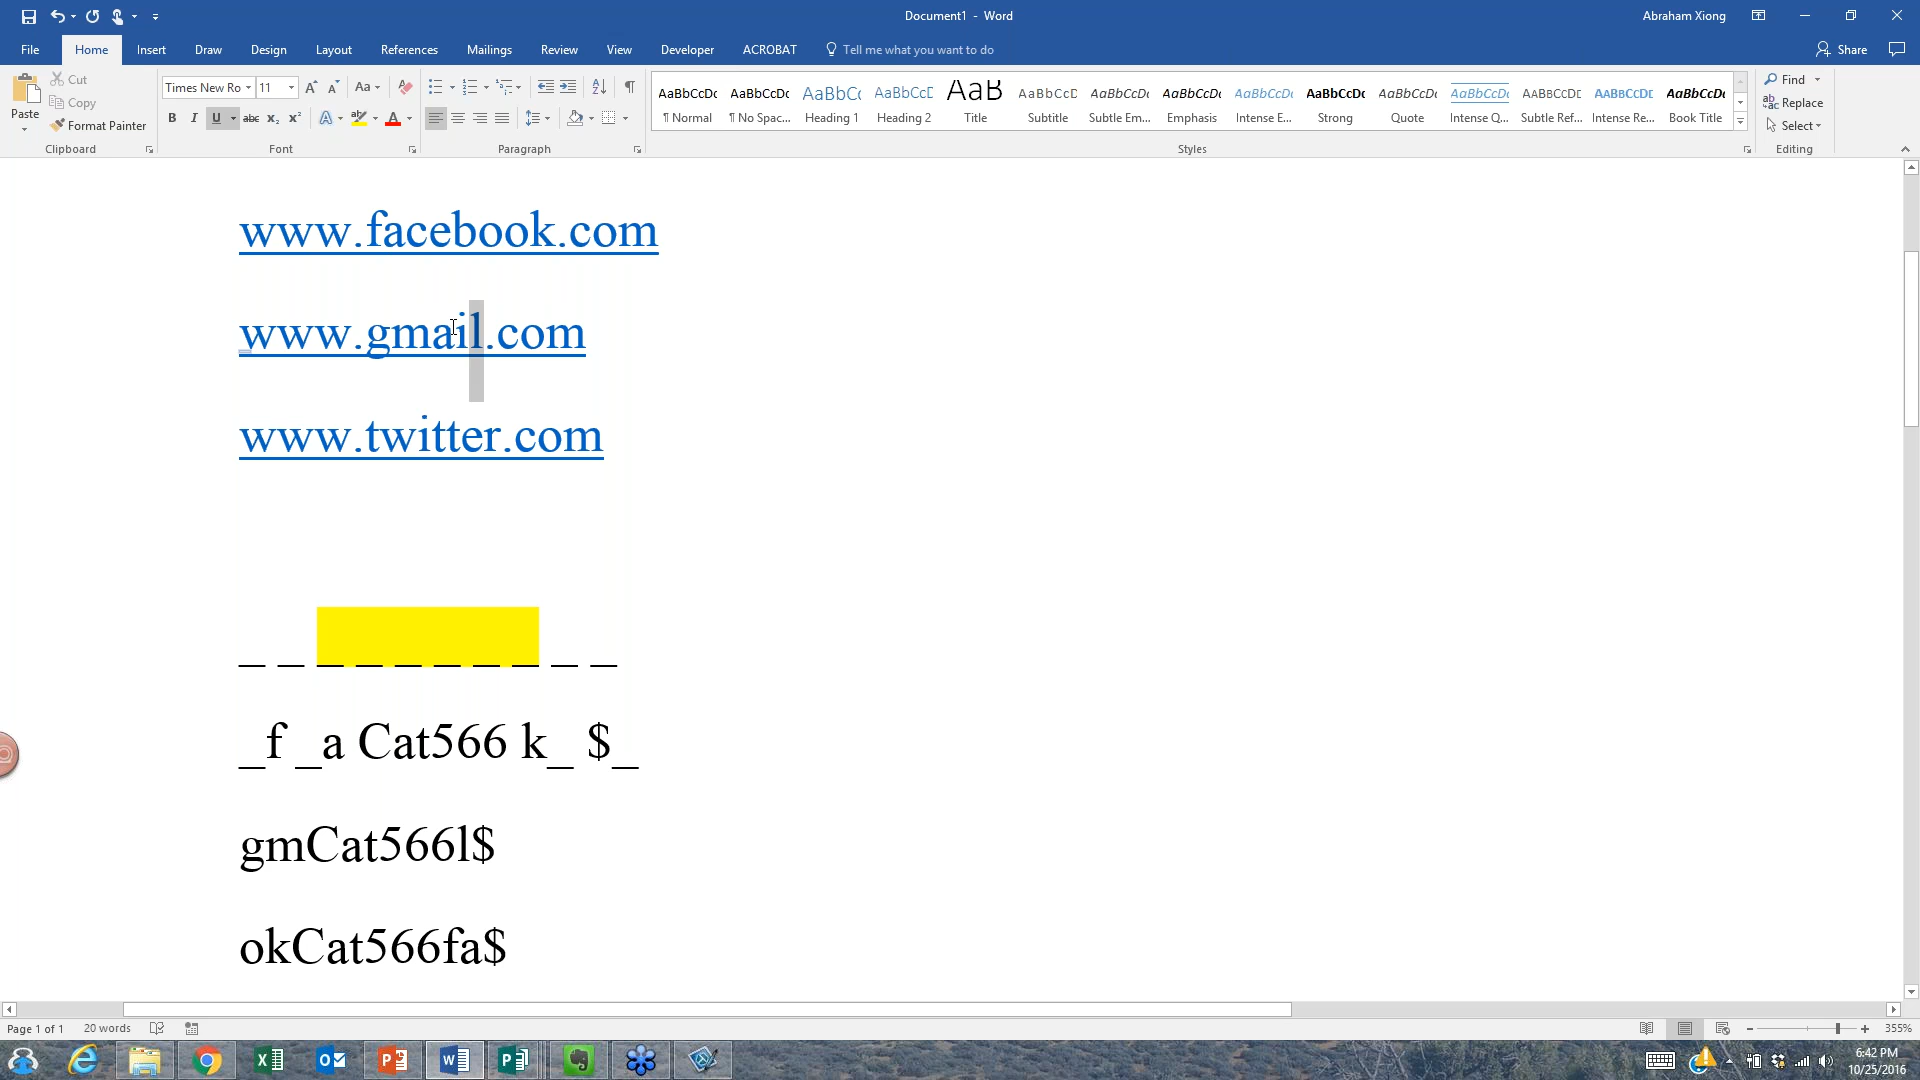 Document1 - Word
Abraham Xiong
File Home Insert Draw Design Layout References Mailings Review View Developer ACROBAT Tell me what you want to do Share
Cut
Copy
Format Painter
Paste
Clipboard
Times New Ro 11
Font
Paragraph
AaBbCcDc AaBbCcDc AaBbCc AaBbCcD AaB AaBbCcD AaBbCcDc AaBbCcDc AaBbCcDc AaBbCcDc AaBbCcDc AaBbCcDc AaBbCcDc AaBbCcDc AaBbCcDc
¶ Normal ¶ No Spac... Heading 1 Heading 2 Title Subtitle Subtle Em... Emphasis Intense E... Strong Quote Intense Q... Subtle Ref... Intense Re... Book Title
Styles
Find
Replace
Select
Editing
www.facebook.com
www.gmail.com
www.twitter.com
_ _ _ _ _ _ _ _ _ _
_f _a Cat566 k_ $_
gmCat566l$
okCat566fa$
Page 1 of 1 20 words
355%
6:42 PM
10/25/2016